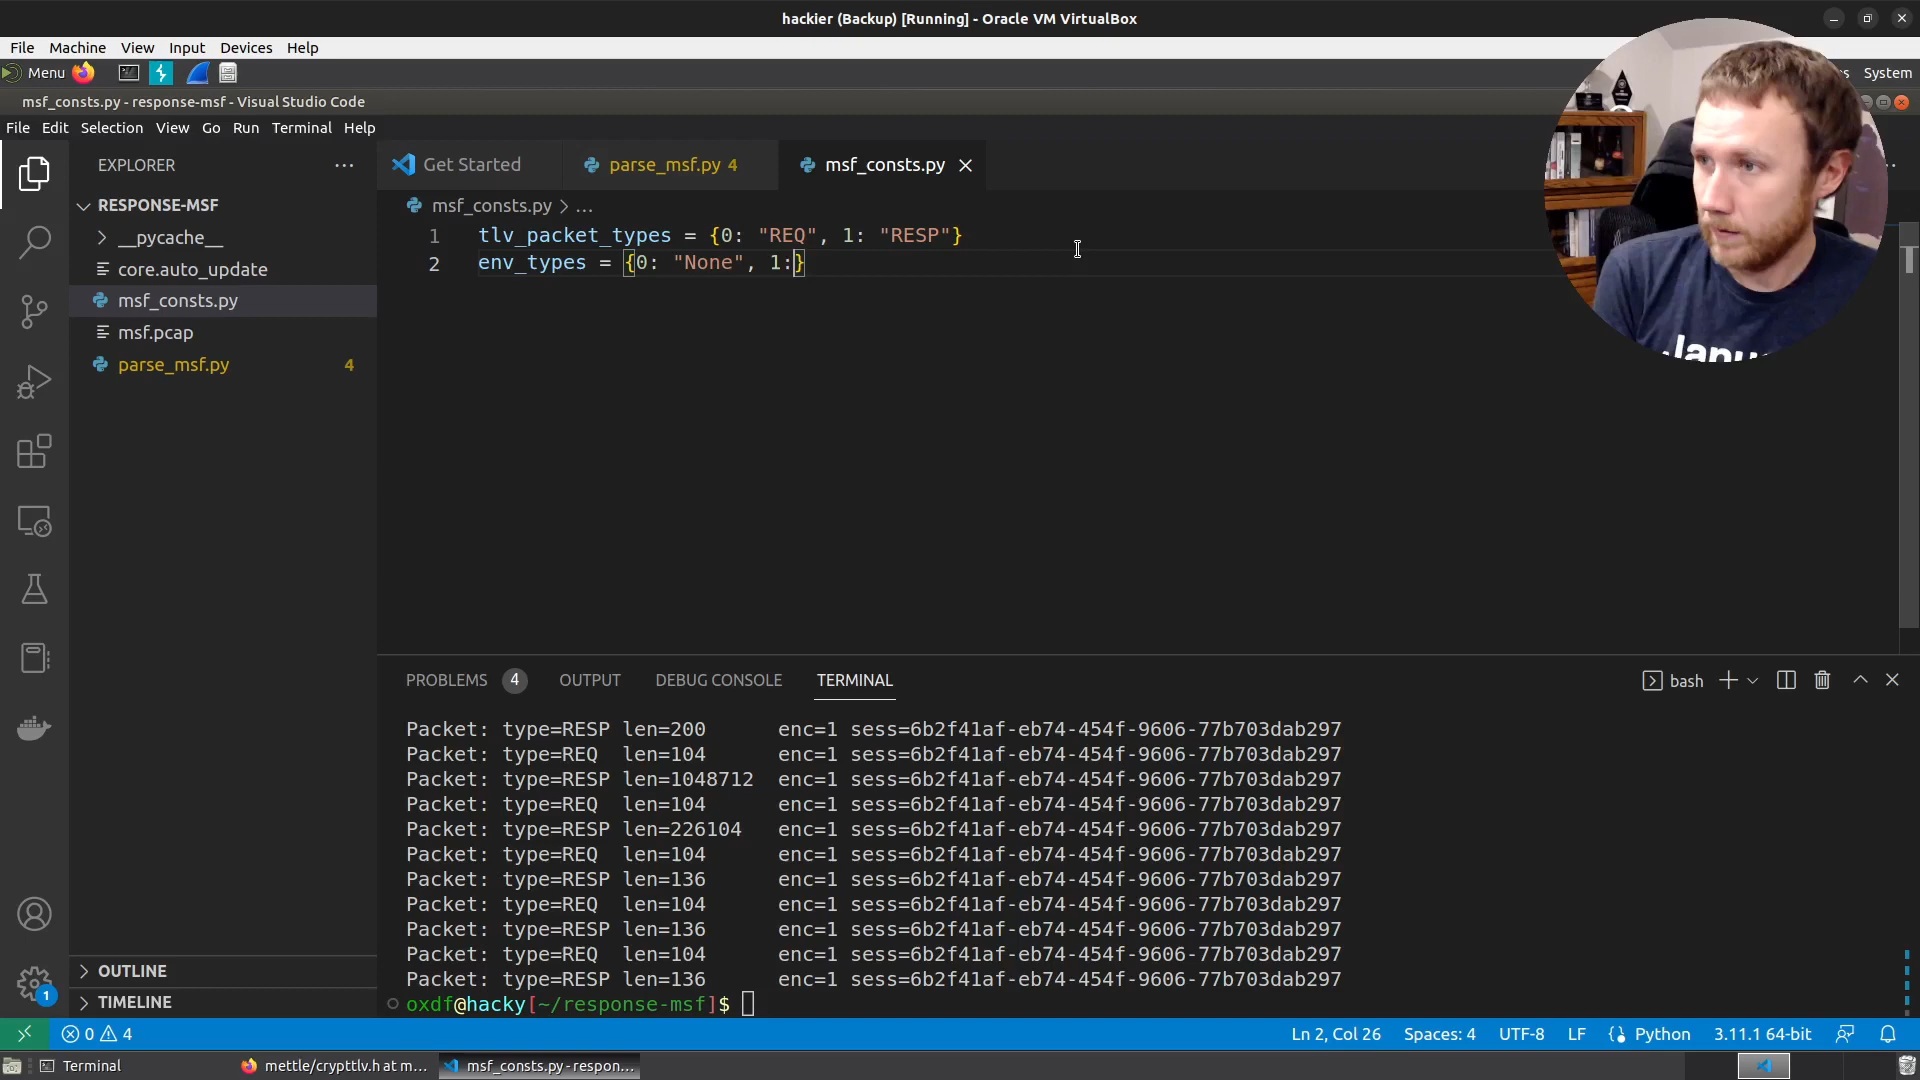 hackier (Backup) [Running] - Oracle VM VirtualBox
File Machine View Input Devices Help
Menu
System
msf_consts.py - response-msf - Visual Studio Code
File Edit Selection View Go Run Terminal Help
EXPLORER
Get Started
parse_msf.py 4
msf_consts.py
RESPONSE-MSF
msf_consts.py > ...
__pycache__
core.auto_update
msf_consts.py
msf.pcap
parse_msf.py 4
1 tlv_packet_types = {0: "REQ", 1: "RESP"}
2 env_types = {0: "None", 1:}
PROBLEMS 4 OUTPUT DEBUG CONSOLE TERMINAL
bash
Packet: type=RESP len=200 enc=1 sess=6b2f41af-eb74-454f-9606-77b703dab297
Packet: type=REQ len=104 enc=1 sess=6b2f41af-eb74-454f-9606-77b703dab297
Packet: type=RESP len=1048712 enc=1 sess=6b2f41af-eb74-454f-9606-77b703dab297
Packet: type=REQ len=104 enc=1 sess=6b2f41af-eb74-454f-9606-77b703dab297
Packet: type=RESP len=226104 enc=1 sess=6b2f41af-eb74-454f-9606-77b703dab297
Packet: type=REQ len=104 enc=1 sess=6b2f41af-eb74-454f-9606-77b703dab297
Packet: type=RESP len=136 enc=1 sess=6b2f41af-eb74-454f-9606-77b703dab297
Packet: type=REQ len=104 enc=1 sess=6b2f41af-eb74-454f-9606-77b703dab297
Packet: type=RESP len=136 enc=1 sess=6b2f41af-eb74-454f-9606-77b703dab297
Packet: type=REQ len=104 enc=1 sess=6b2f41af-eb74-454f-9606-77b703dab297
Packet: type=RESP len=136 enc=1 sess=6b2f41af-eb74-454f-9606-77b703dab297
oxdf@hacky[~/response-msf]$
OUTLINE
TIMELINE
1
0 4
Ln 2, Col 26 Spaces: 4 UTF-8 LF {} Python 3.11.1 64-bit
Terminal
mettle/crypttlv.h at m...
msf_consts.py - respon...